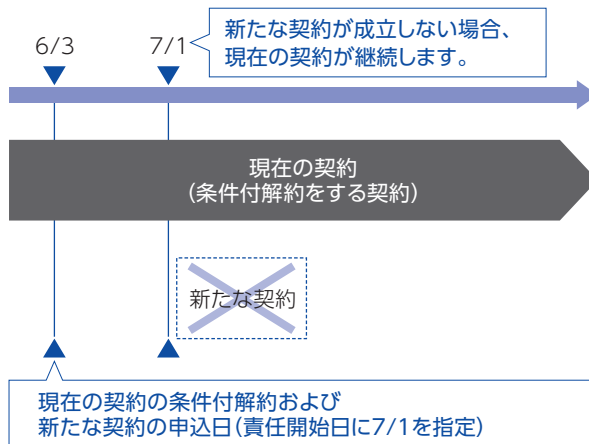 6/3
7/1
新たな契約が成立しない場合、
現在の契約が継続します。
現在の契約
(条件付解約をする契約)
新たな契約
現在の契約の条件付解約および
新たな契約の申込日(責任開始日に7/1を指定)